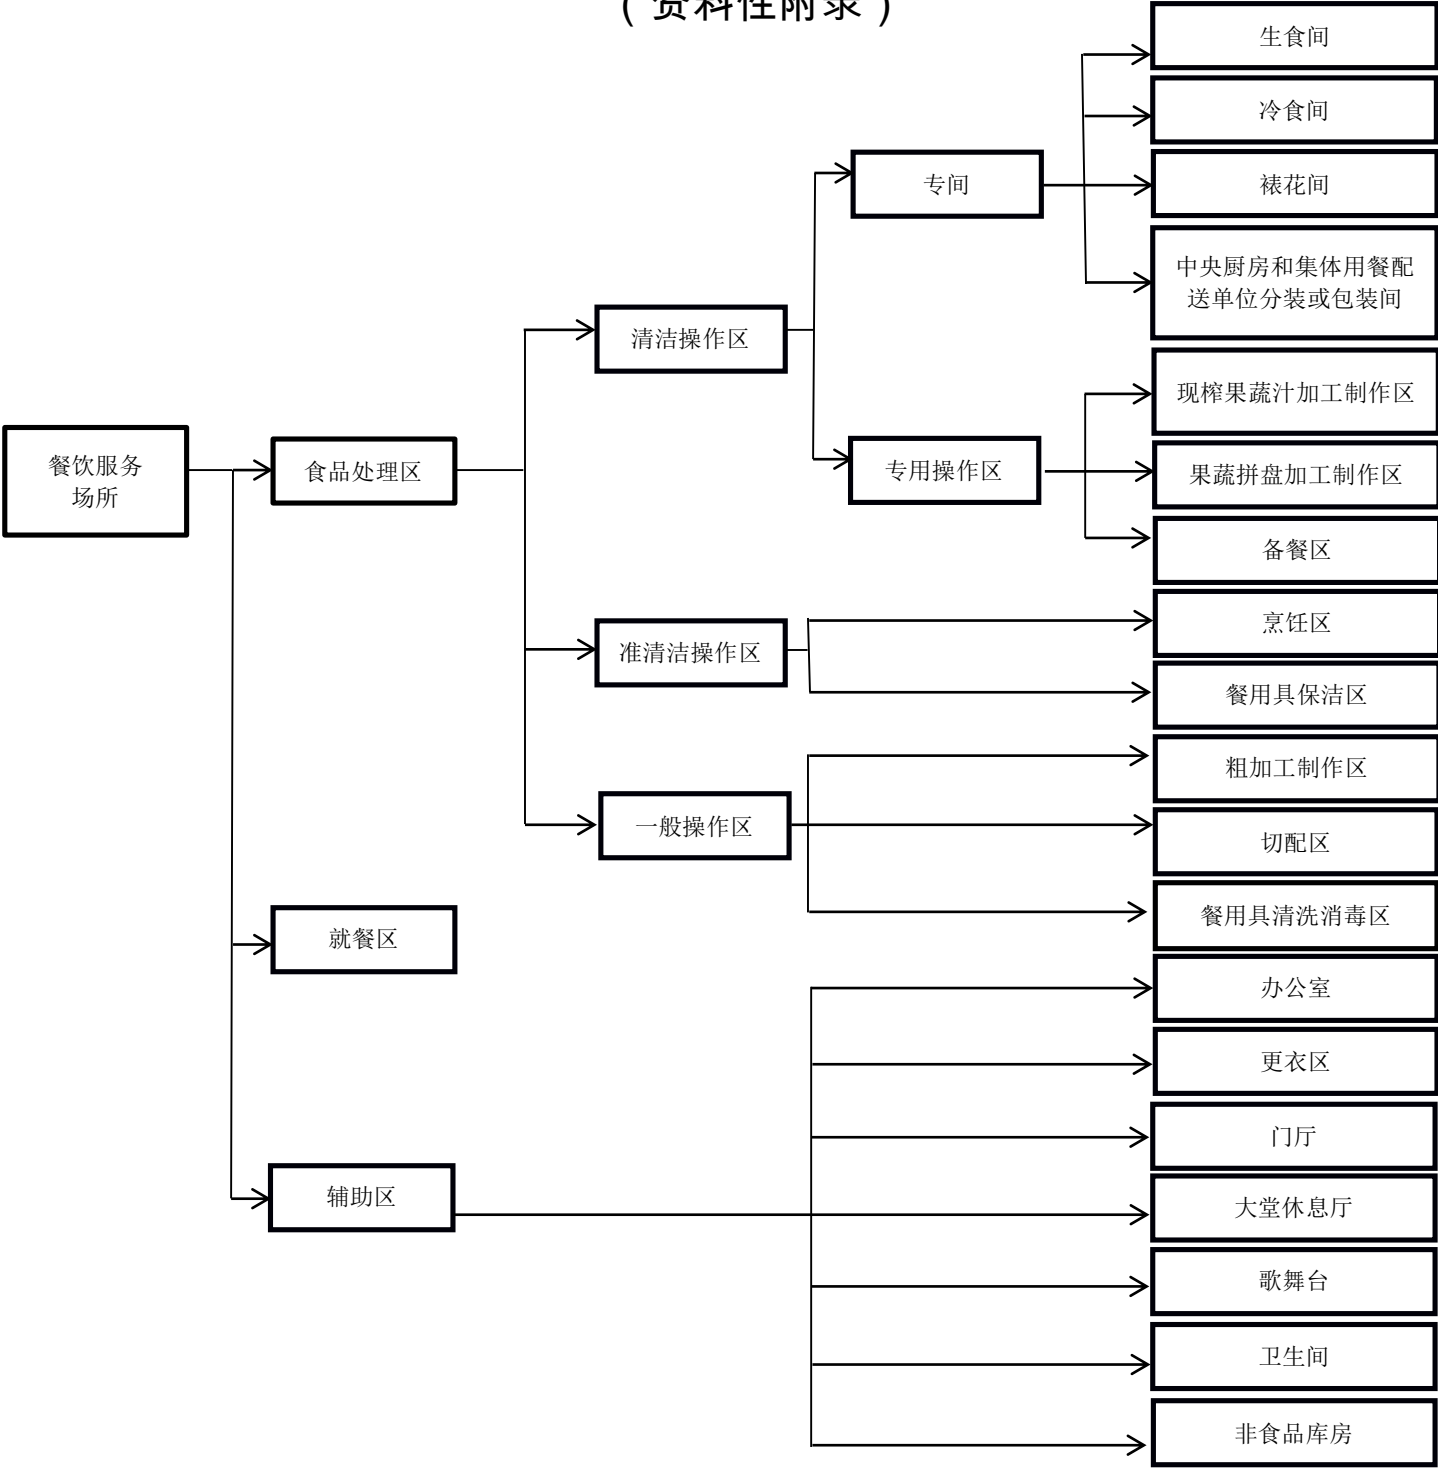 (资料性附录)
生食间
冷食间
专间
裱花间
中央厨房和集体用餐配
送单位分装或包装间
清洁操作区
现榨果蔬汁加工制作区
餐饮服务
场所
食品处理区
专用操作区
果蔬拼盘加工制作区
备餐区
烹饪区
准清洁操作区
餐用具保洁区
粗加工制作区
一般操作区
切配区
餐用具清洗消毒区
就餐区
办公室
更衣区
门厅
辅助区
大堂休息厅
歌舞台
卫生间
非食品库房